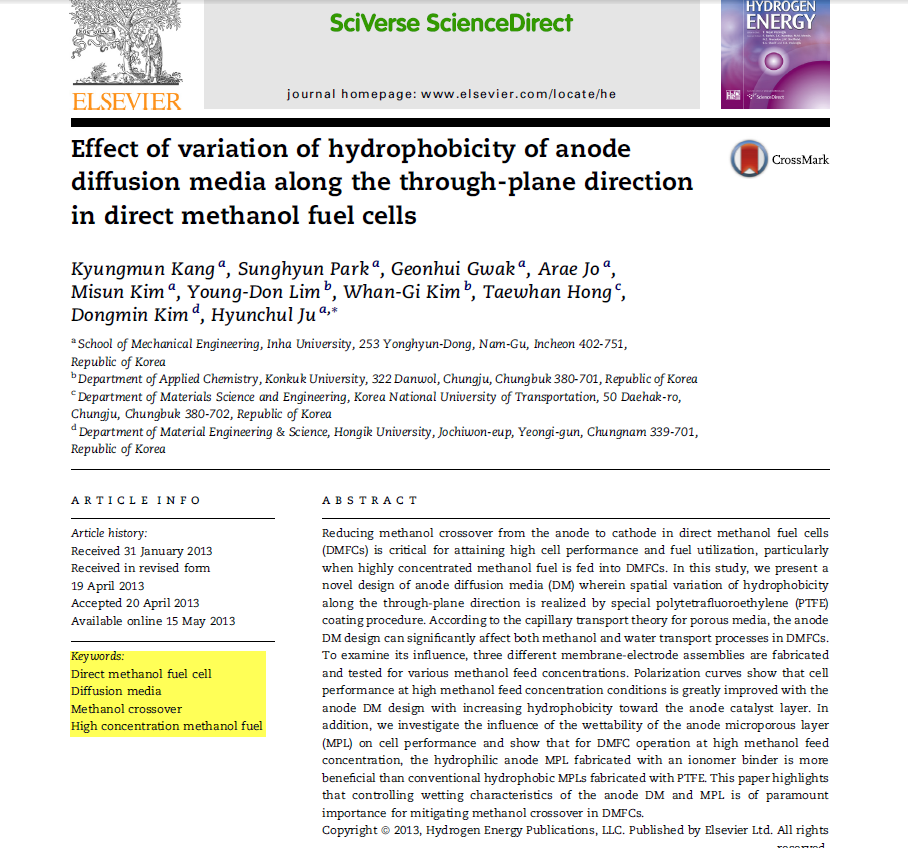 SciVerse ScienceDirect
journal homepage: www.elsevier.com/locate/he
ELSEVIER
HYDROGEN
ENERGY
ScienceDirect
Effect of variation of hydrophobicity of anode
diffusion media along the through-plane direction
in direct methanol fuel cells
CrossMark
Kyungmun Kang a, Sunghyun Park a, Geonhui Gwak a, Arae Jo a,
Misun Kim a, Young-Don Lim b, Whan-Gi Kim b, Taewhan Hong c,
Dongmin Kim d, Hyunchul Ju a,*
a School of Mechanical Engineering, Inha University, 253 Yonghyun-Dong, Nam-Gu, Incheon 402-751,
Republic of Korea
b Department of Applied Chemistry, Konkuk University, 322 Danwol, Chungju, Chungbuk 380-701, Republic of Korea
c Department of Materials Science and Engineering, Korea National University of Transportation, 50 Daehak-ro,
Chungju, Chungbuk 380-702, Republic of Korea
d Department of Material Engineering & Science, Hongik University, Jochiwon-eup, Yeongi-gun, Chungnam 339-701,
Republic of Korea
ARTICLE INFO
Article history:
Received 31 January 2013
Received in revised form
19 April 2013
Accepted 20 April 2013
Available online 15 May 2013
Keywords:
Direct methanol fuel cell
Diffusion media
Methanol crossover
High concentration methanol fuel
ABSTRACT
Reducing methanol crossover from the anode to cathode in direct methanol fuel cells
(DMFCs) is critical for attaining high cell performance and fuel utilization, particularly
when highly concentrated methanol fuel is fed into DMFCs. In this study, we present a
novel design of anode diffusion media (DM) wherein spatial variation of hydrophobicity
along the through-plane direction is realized by special polytetrafluoroethylene (PTFE)
coating procedure. According to the capillary transport theory for porous media, the anode
DM design can significantly affect both methanol and water transport processes in DMFCs.
To examine its influence, three different membrane-electrode assemblies are fabricated
and tested for various methanol feed concentrations. Polarization curves show that cell
performance at high methanol feed concentration conditions is greatly improved with the
anode DM design with increasing hydrophobicity toward the anode catalyst layer. In
addition, we investigate the influence of the wettability of the anode microporous layer
(MPL) on cell performance and show that for DMFC operation at high methanol feed
concentration, the hydrophilic anode MPL fabricated with an ionomer binder is more
beneficial than conventional hydrophobic MPLs fabricated with PTFE. This paper highlights
that controlling wetting characteristics of the anode DM and MPL is of paramount
importance for mitigating methanol crossover in DMFCs.
Copyright © 2013, Hydrogen Energy Publications, LLC. Published by Elsevier Ltd. All rights
reserved.